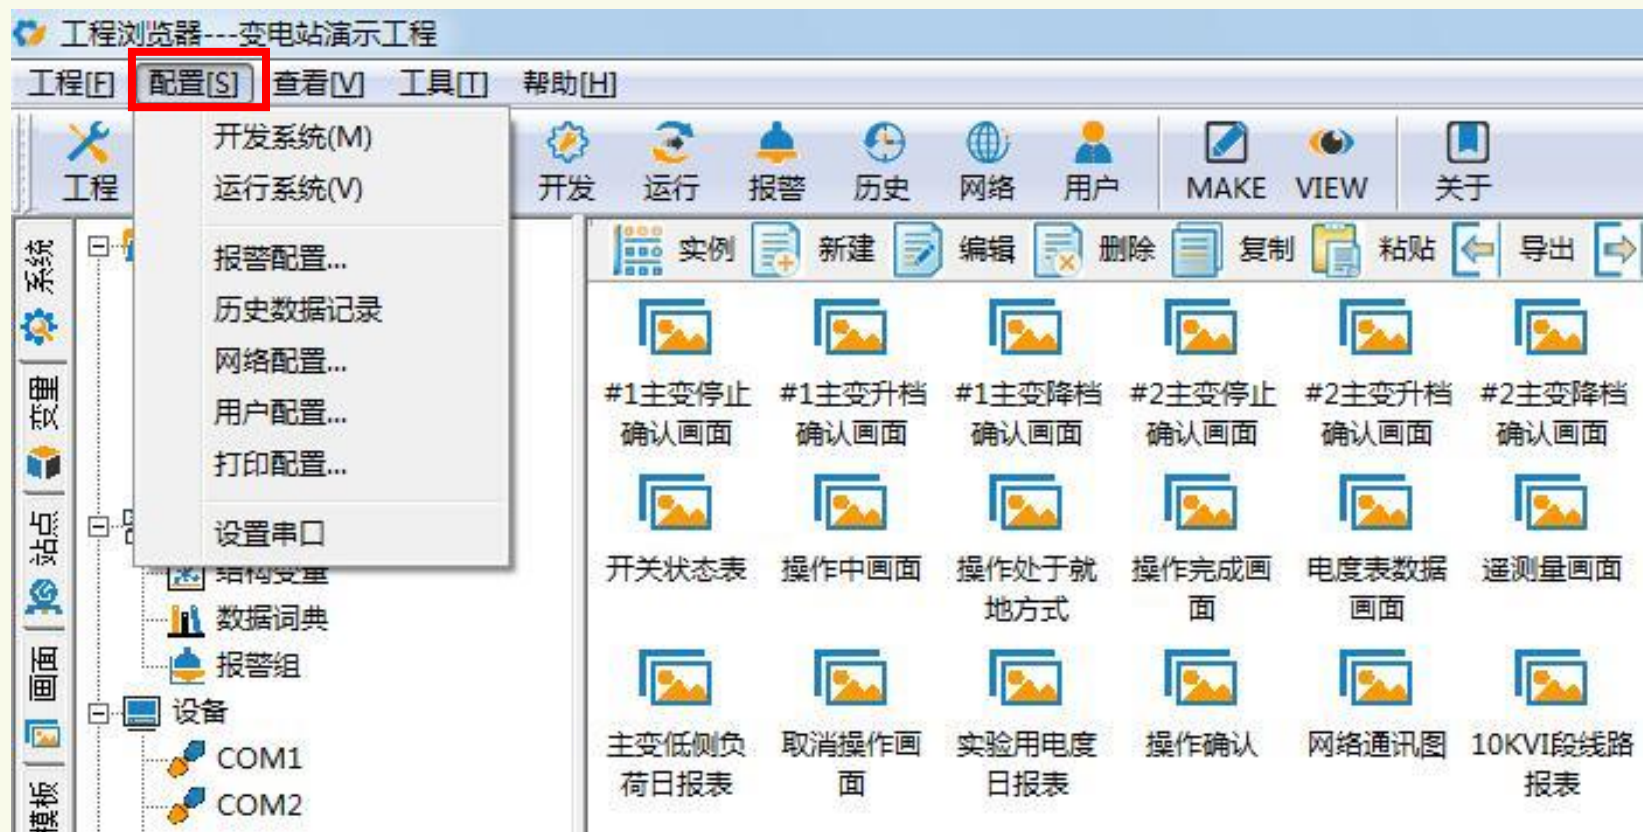 工程浏览器---变电站演示工程
工程[F] 配置[S] 查看[V] 工具[T] 帮助[H]
开发系统(M)
运行系统(V)
报警配置...
历史数据记录
网络配置...
用户配置...
打印配置...
设置串口
工程 开发 运行 报警 历史 网络 用户 MAKE VIEW 关于
系统
变量
站点
画面
模板
结构变量
数据词典
报警组
设备
COM1
COM2
实例 新建 编辑 删除 复制 粘贴 导出
#1主变停止 #1主变升档 #1主变降档 #2主变停止 #2主变升档 #2主变降档
确认画面 确认画面 确认画面 确认画面 确认画面 确认画面
开关状态表 操作中画面 操作处于就 操作完成画 电度表数据 遥测量画面
地方式 面 画面
主变低侧负 取消操作画 实验用电度 操作确认 网络通讯图 10KVI段线路
荷日报表 面 日报表 报表